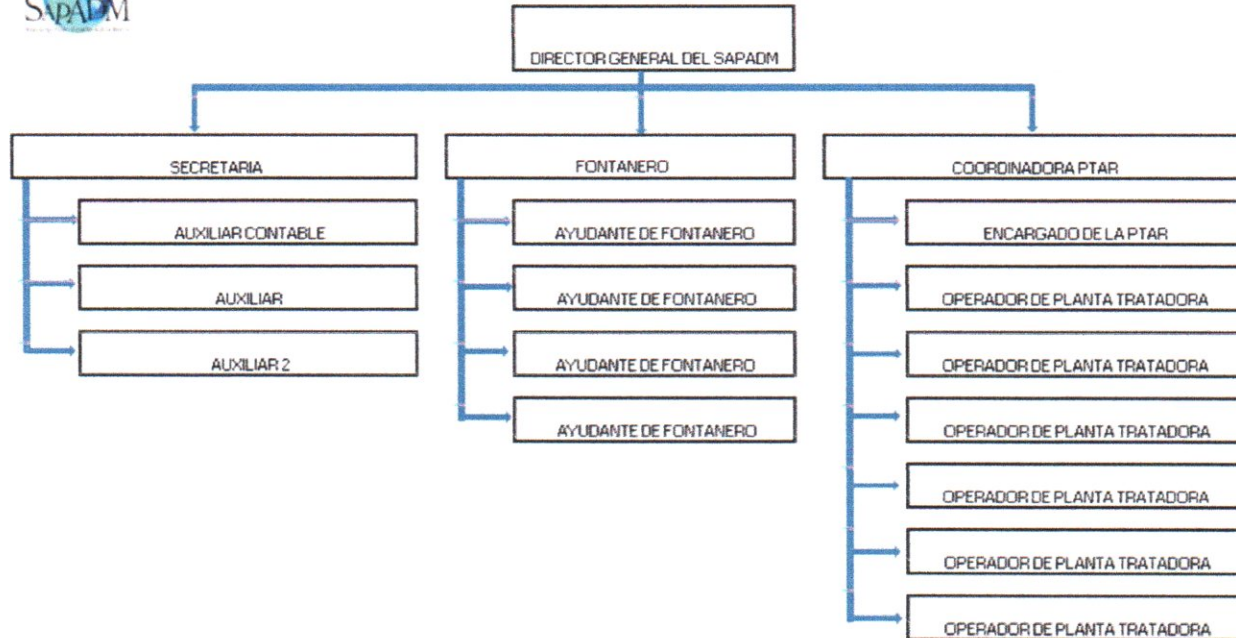 SAPADM
DIRECTOR GENERAL DEL SAPADM
SECRETARIA
AUXILIAR CONTABLE
AUXILIAR
AUXILIAR 2
FONTANERO
AYUDANTE DE FONTANERO
AYUDANTE DE FONTANERO
AYUDANTE DE FONTANERO
AYUDANTE DE FONTANERO
COORDINADORA PTAR
ENCARGADO DE LA PTAR
OPERADOR DE PLANTA TRATADORA
OPERADOR DE PLANTA TRATADORA
OPERADOR DE PLANTA TRATADORA
OPERADOR DE PLANTA TRATADORA
OPERADOR DE PLANTA TRATADORA
OPERADOR DE PLANTA TRATADORA